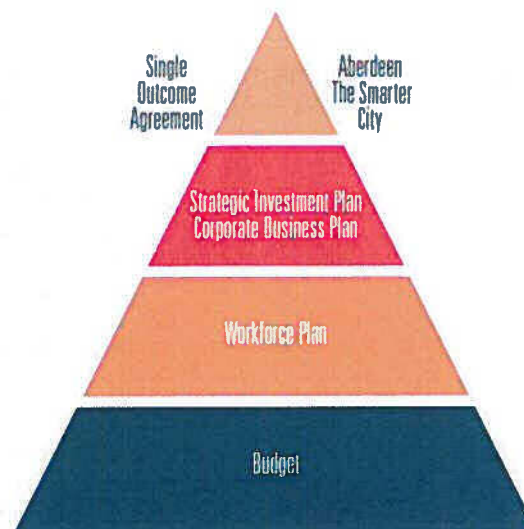 Single
Outcome
Agreement
Aberdeen
The Smarter
City
Strategic Investment Plan
Corporate Business Plan
Workforce Plan
Budget